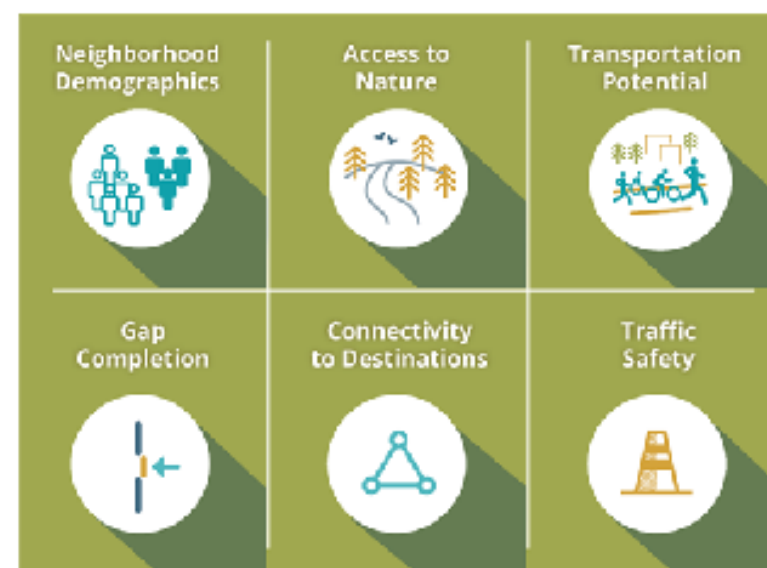 Neighborhood
Demographics
Access to
Nature
Transportation
Potential
Gap
Completion
Connectivity
to Destinations
Traffic
Safety